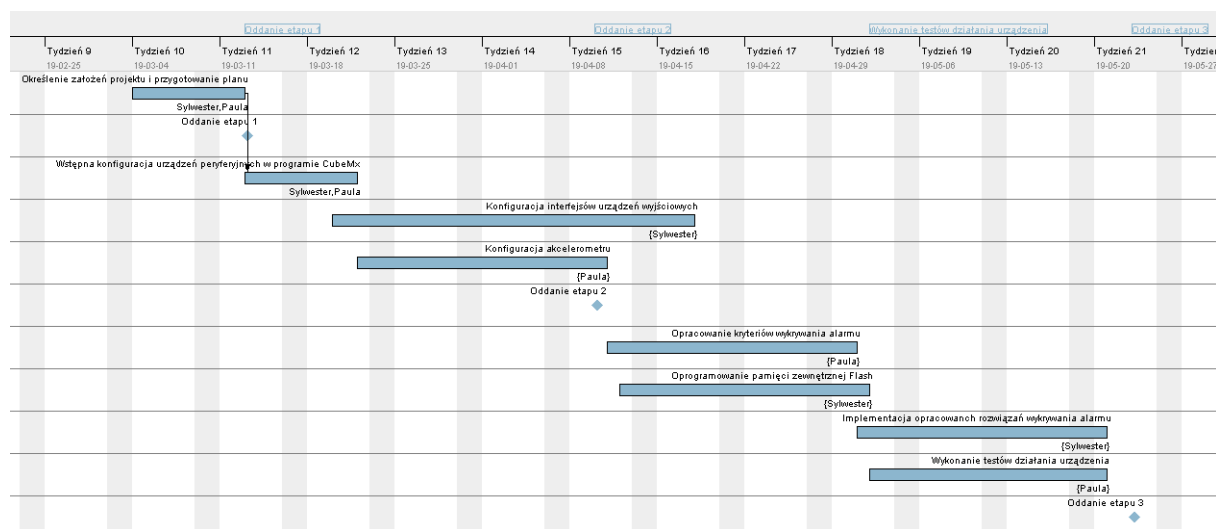 Oddanie etapu 1 Oddanie etapu 2 Wykonanie testów działania urządzenia Oddanie etapu 3
Tydzień 9 Tydzień 10 Tydzień 11 Tydzień 12 Tydzień 13 Tydzień 14 Tydzień 15 Tydzień 16 Tydzień 17 Tydzień 18 Tydzień 19 Tydzień 20 Tydzień 21 Tydzień
19-02-25 19-03-04 19-03-11 19-03-18 19-03-25 19-04-01 19-04-08 19-04-15 19-04-22 19-04-29 19-05-06 19-05-13 19-05-20 19-05-27
Określenie założeń projektu i przygotowanie planu
Sylwester,Paula
Oddanie etapu 1
Wstępna konfiguracja urządzeń peryferyjnych w programie CubeMx
Sylwester,Paula
Konfiguracja interfejsów urządzeń wyjściowych
{Sylwester}
Konfiguracja akcelerometru
{Paula}
Oddanie etapu 2
Opracowanie kryteriów wykrywania alarmu
{Paula}
Oprogramowanie pamięci zewnętrznej Flash
{Sylwester}
Implementacja opracowanch rozwiązań wykrywania alarmu
{Sylwester}
Wykonanie testów działania urządzenia
{Paula}
Oddanie etapu 3